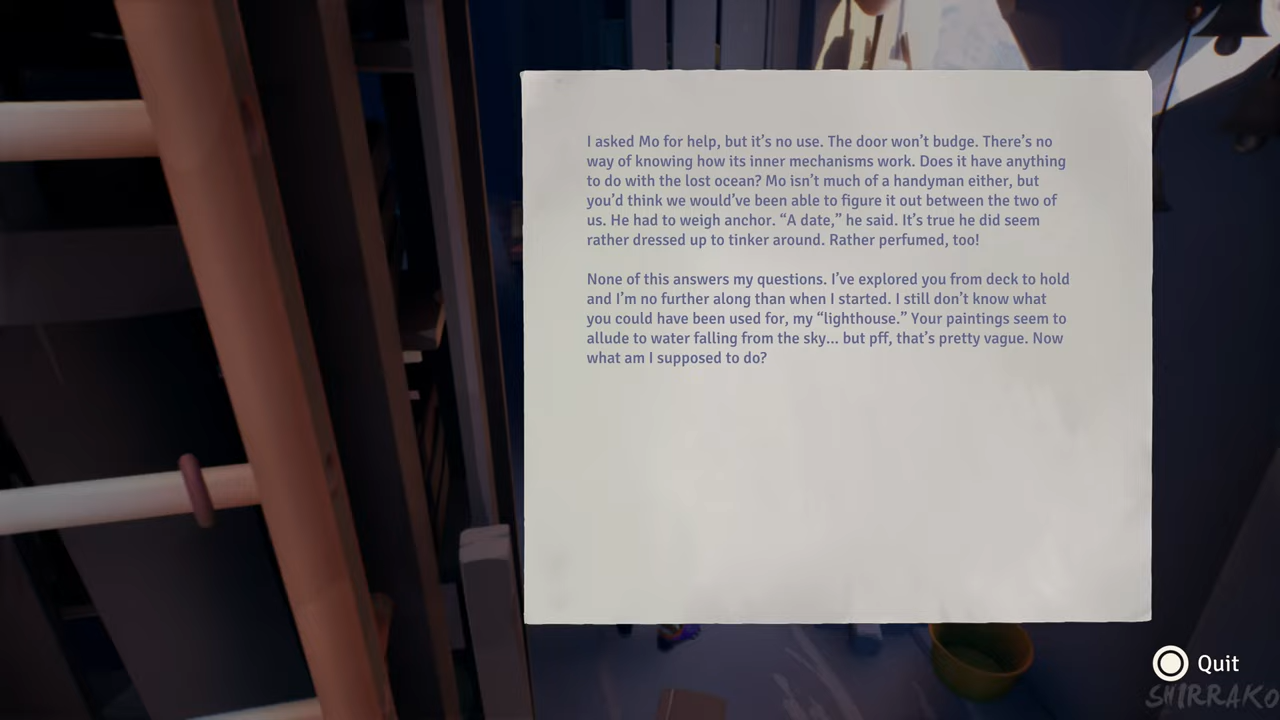 I asked Mo for help, but it’s no use. The door won’t budge. There’s no
way of knowing how its inner mechanisms work. Does it have anything
to do with the lost ocean? Mo isn’t much of a handyman either, but
you’d think we would’ve been able to figure it out between the two of
us. He had to weigh anchor. “A date,” he said. It’s true he did seem
rather dressed up to tinker around. Rather perfumed, too!
None of this answers my questions. I’ve explored you from deck to hold
and I’m no further along than when I started. I still don’t know what
you could have been used for, my “lighthouse.” Your paintings seem to
allude to water falling from the sky... but pff, that’s pretty vague. Now
what am I supposed to do?
Quit
SHIRRAKO